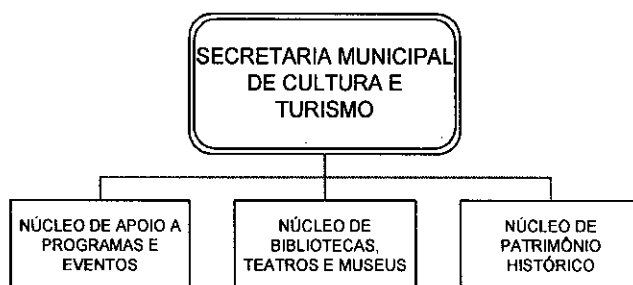 SECRETARIA MUNICIPAL
DE CULTURA E
TURISMO
NÚCLEO DE APOIO A
PROGRAMAS E
EVENTOS
NÚCLEO DE
BIBLIOTECAS,
TEATROS E MUSEUS
NÚCLEO DE
PATRIMÔNIO
HISTÓRICO